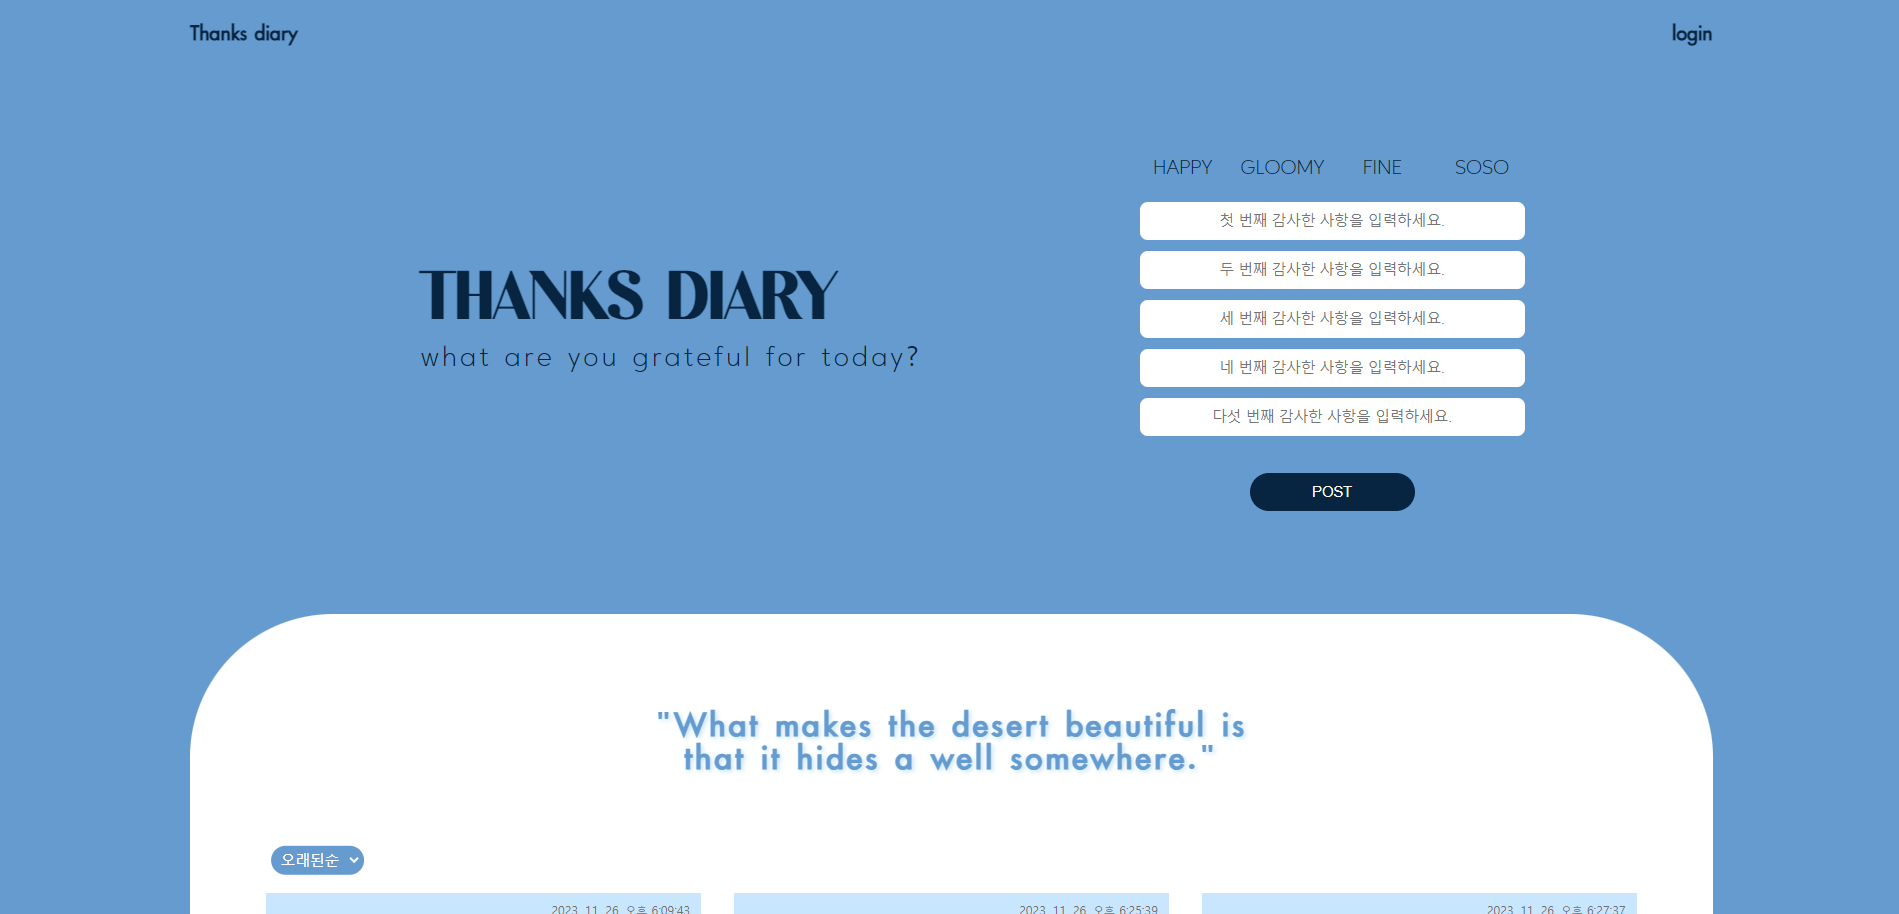 Thanks diary
login
HAPPY GLOOMY FINE SOSO
첫 번째 감사한 사항을 입력하세요.
두 번째 감사한 사항을 입력하세요.
세 번째 감사한 사항을 입력하세요.
네 번째 감사한 사항을 입력하세요.
다섯 번째 감사한 사항을 입력하세요.
POST
THANKS DIARY
what are you grateful for today?
"What makes the desert beautiful is
that it hides a well somewhere."
오래된순
2023. 11. 26. 오후 6:09:43
2023. 11. 26. 오후 6:25:39
2023. 11. 26. 오후 6:27:37